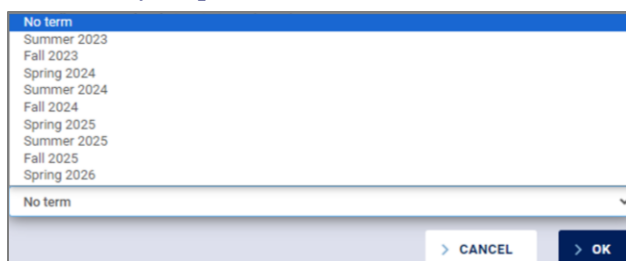 No term
Summer 2023
Fall 2023
Spring 2024
Summer 2024
Fall 2024
Spring 2025
Summer 2025
Fall 2025
Spring 2026
No term
> CANCEL > OK